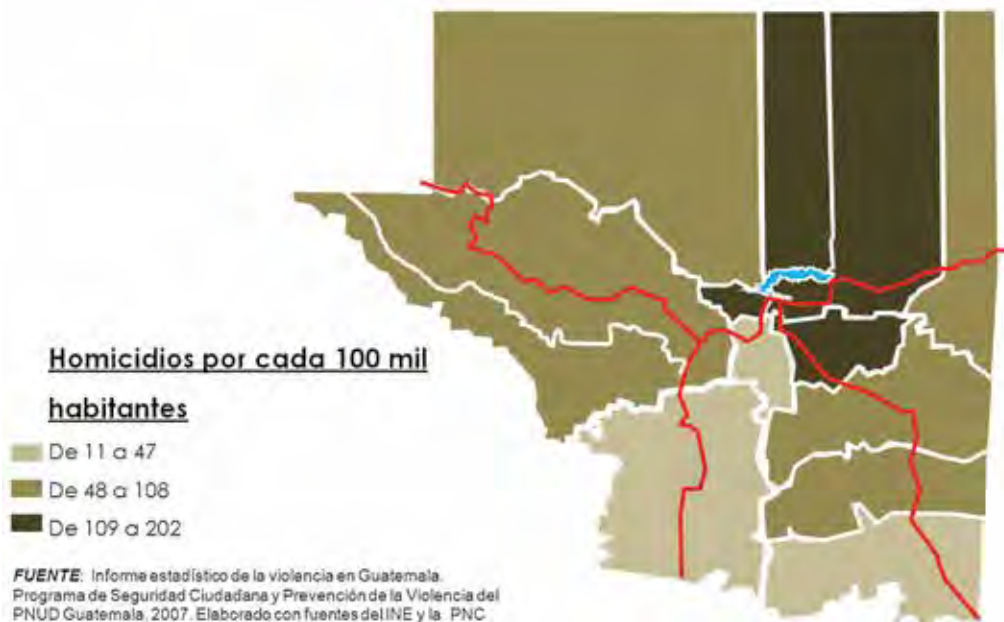 Homicidios por cada 100 mil
habitantes
De 11 a 47
De 48 a 108
De 109 a 202
FUENTE: Informe estadístico de la violencia en Guatemala.
Programa de Seguridad Ciudadana y Prevención de la Violencia del
PNUD Guatemala, 2007. Elaborado con fuentes del INE y la PNC